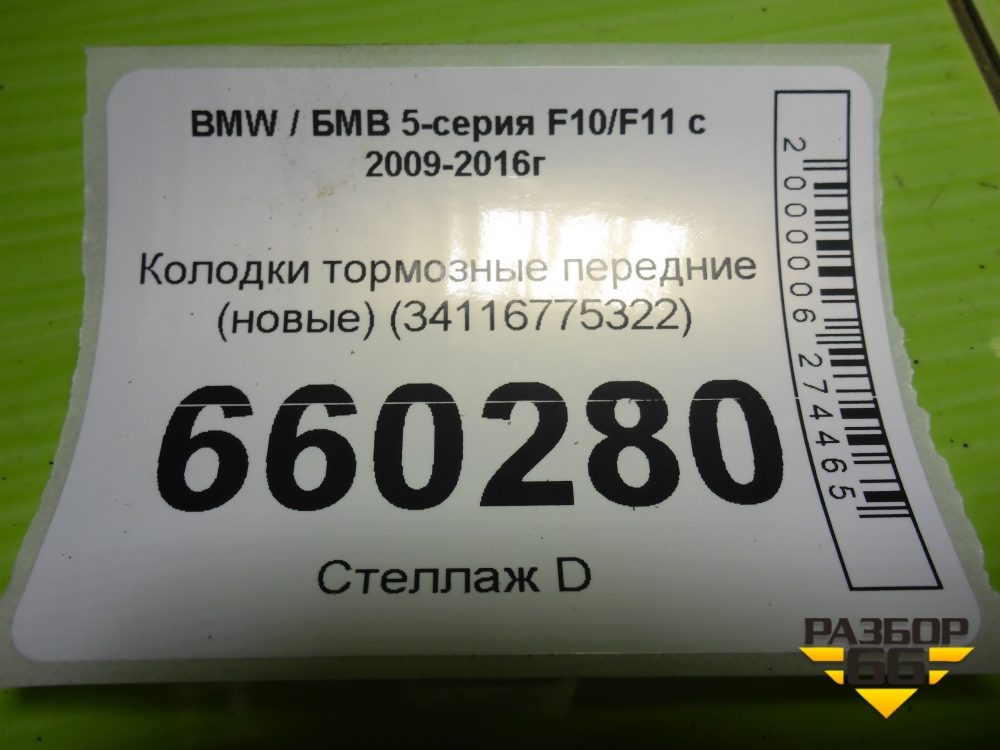 BMW / БМВ 5-серия F10/F11 с
2009-2016г
Колодки тормозные передние
(новые) (34116775322)
660280
Стеллаж D
2000006274465
РАЗБОР
66